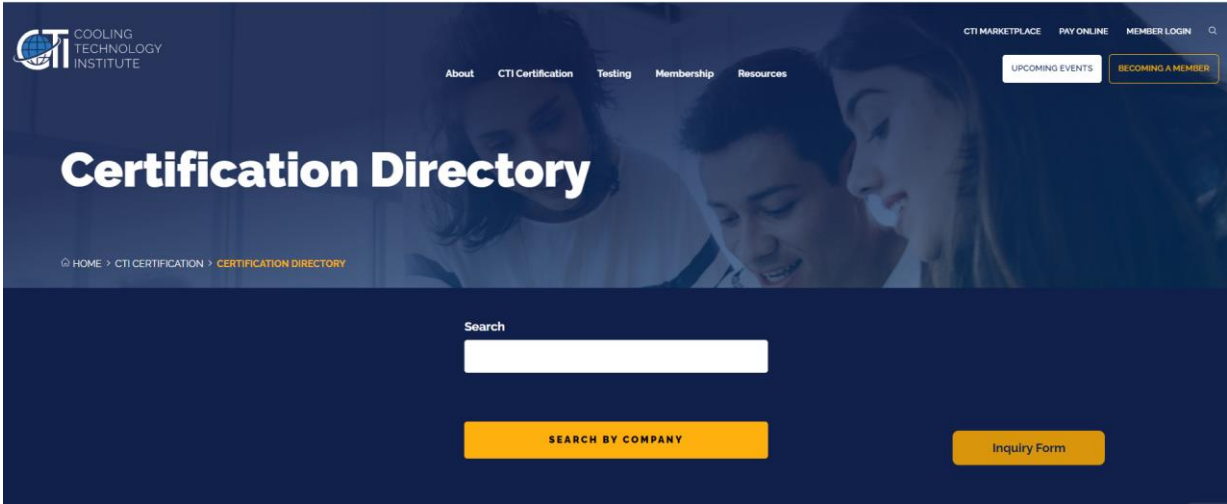 COOLING
TECHNOLOGY
INSTITUTE
CTI
CTI MARKETPLACE PAY ONLINE MEMBER LOGIN
About CTI Certification Testing Membership Resources
UPCOMING EVENTS BECOMING A MEMBER
Certification Directory
HOME > CTI CERTIFICATION > CERTIFICATION DIRECTORY
Search
SEARCH BY COMPANY
Inquiry Form